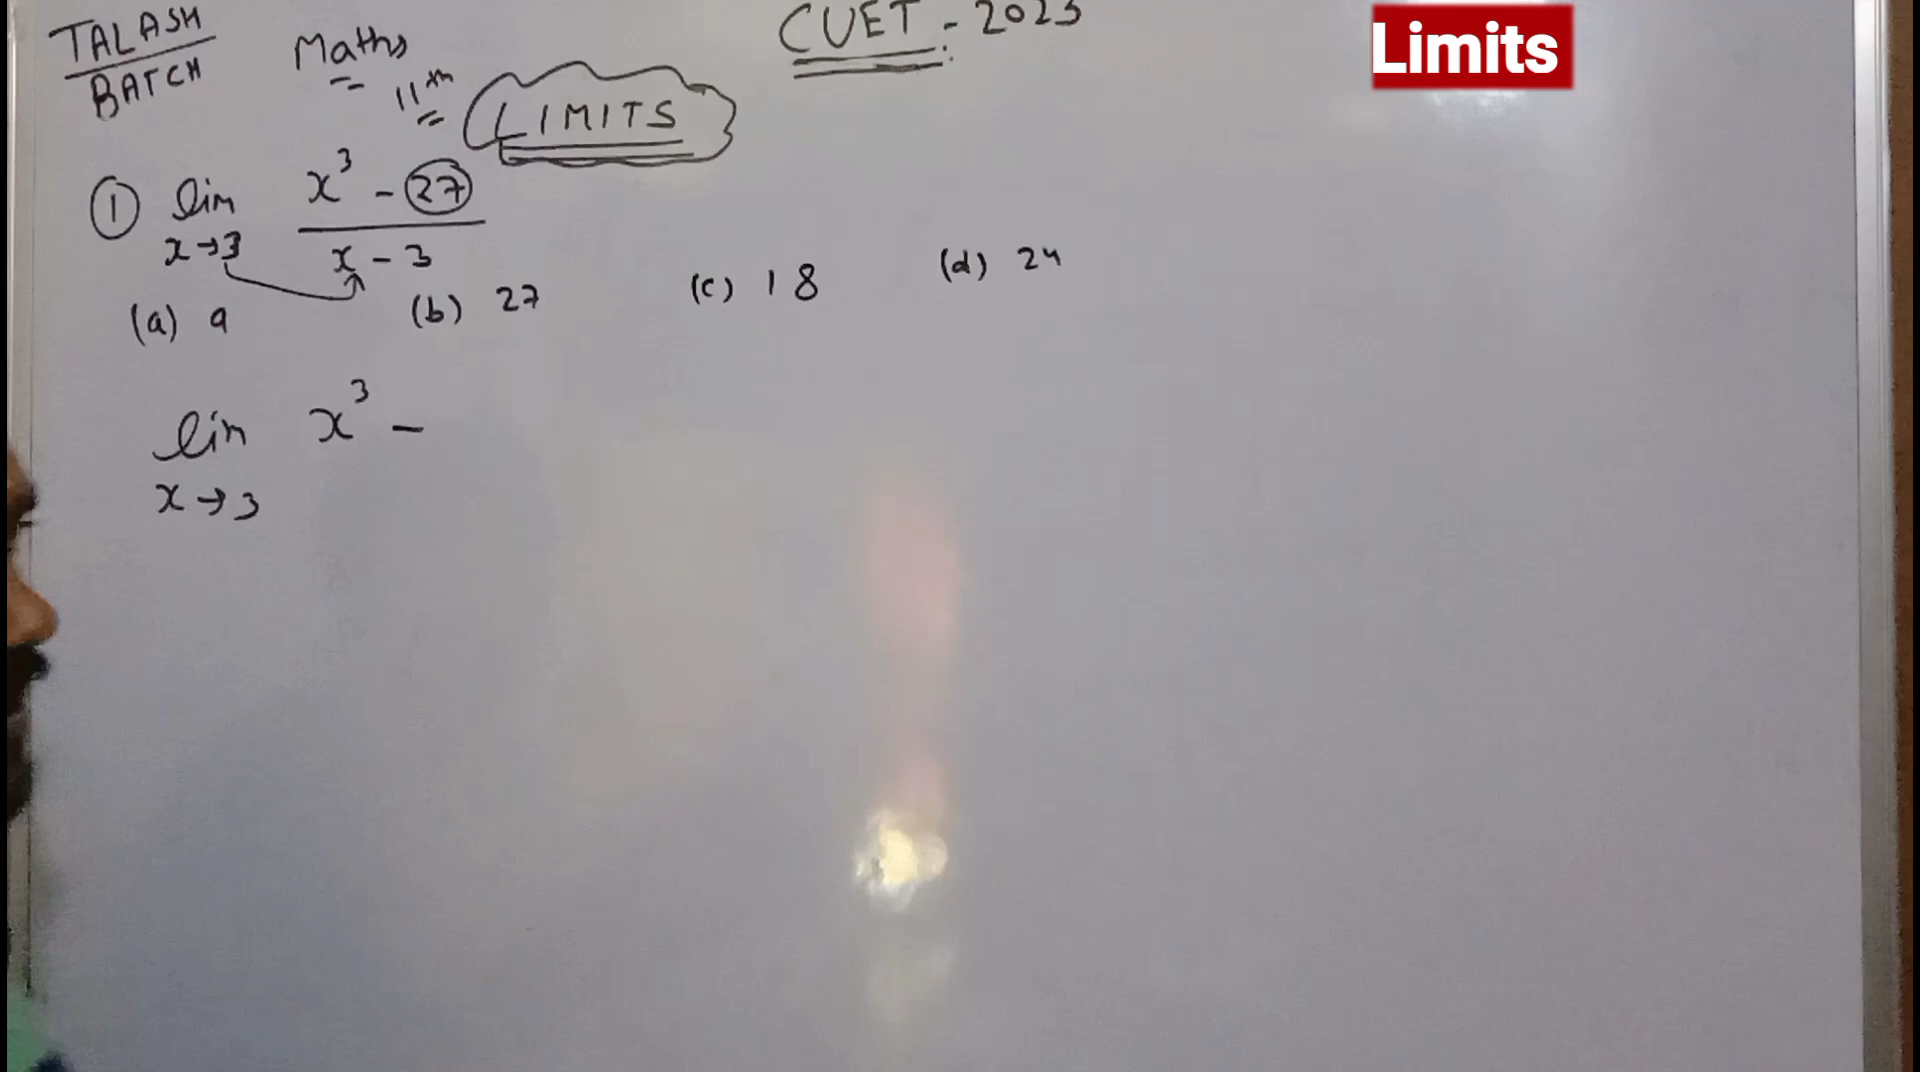 TALASH
BATCH
Maths
11th
LIMITS
CUET - 2023
Limits
① lim x→3 (x³ - 27)/(x - 3)
(a) 9 (b) 27 (c) 18 (d) 24
lim x³ -
x→3